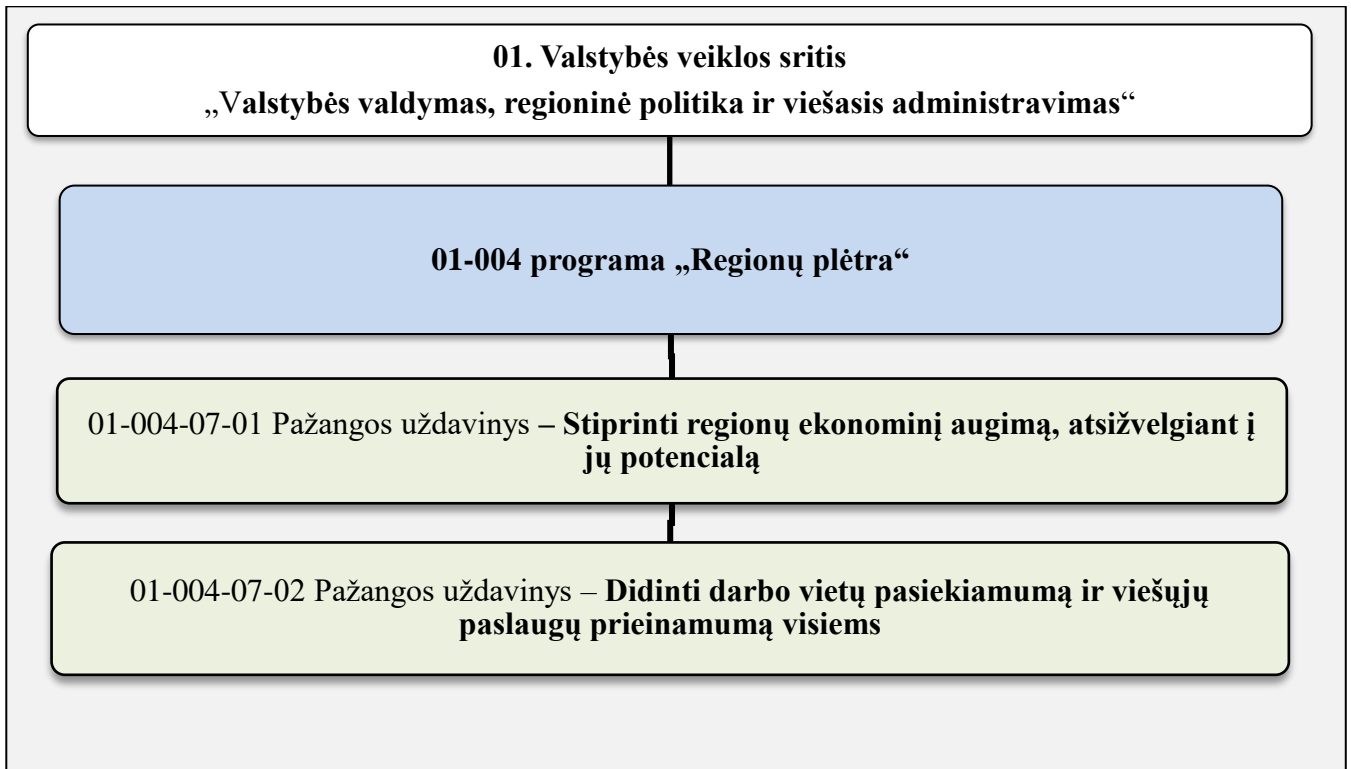 01. Valstybės veiklos sritis
„Valstybės valdymas, regioninė politika ir viešasis administravimas“
01-004 programa „Regionų plėtra“
01-004-07-01 Pažangos uždavinys – Stiprinti regionų ekonominį augimą, atsižvelgiant į
jų potencialą
01-004-07-02 Pažangos uždavinys – Didinti darbo vietų pasiekiamumą ir viešųjų
paslaugų prieinamumą visiems